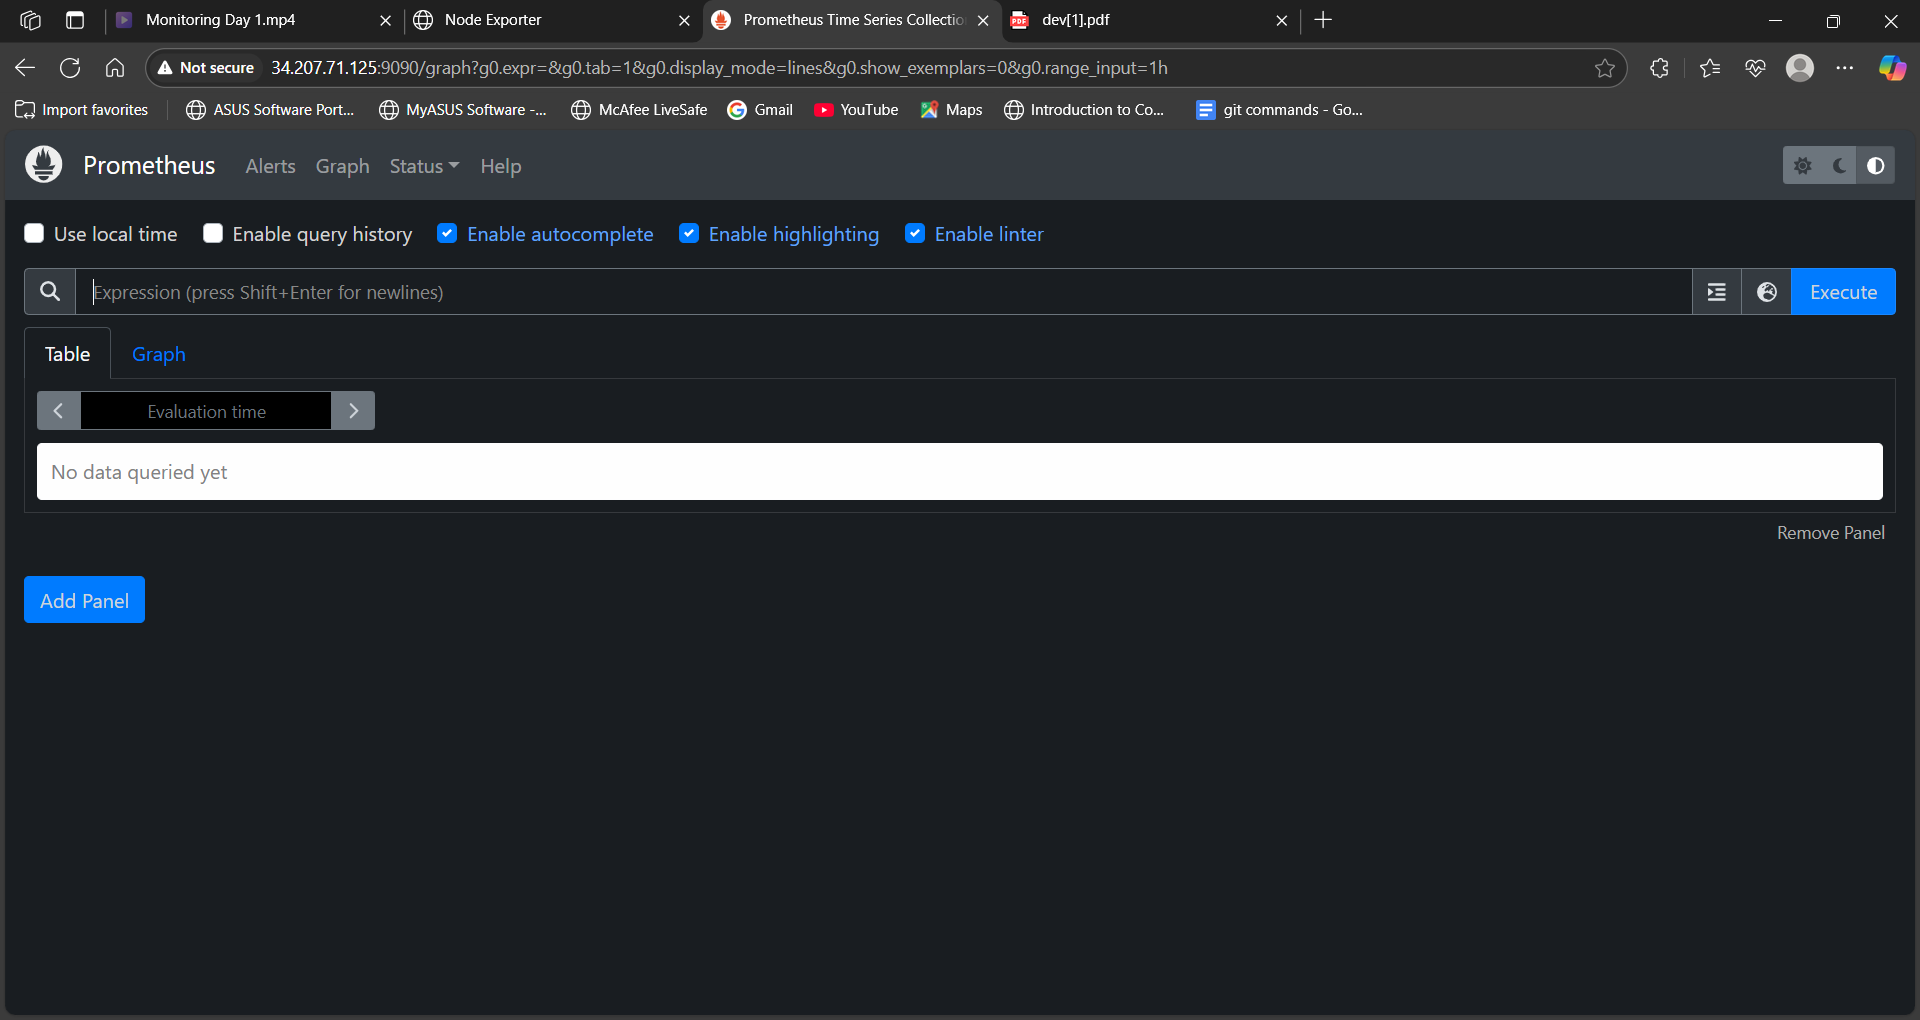 Monitoring Day 1.mp4
Node Exporter
Prometheus Time Series Collectio
PDF
dev[1].pdf
Not secure
34.207.71.125:9090/graph?g0.expr=&g0.tab=1&g0.display_mode=lines&g0.show_exemplars=0&g0.range_input=1h
Import favorites
ASUS Software Port...
MyASUS Software -...
McAfee LiveSafe
Gmail
YouTube
Maps
Introduction to Co...
git commands - Go...
Prometheus
Alerts
Graph
Status
Help
Use local time
Enable query history
Enable autocomplete
Enable highlighting
Enable linter
Expression (press Shift+Enter for newlines)
Execute
Table
Graph
Evaluation time
No data queried yet
Remove Panel
Add Panel